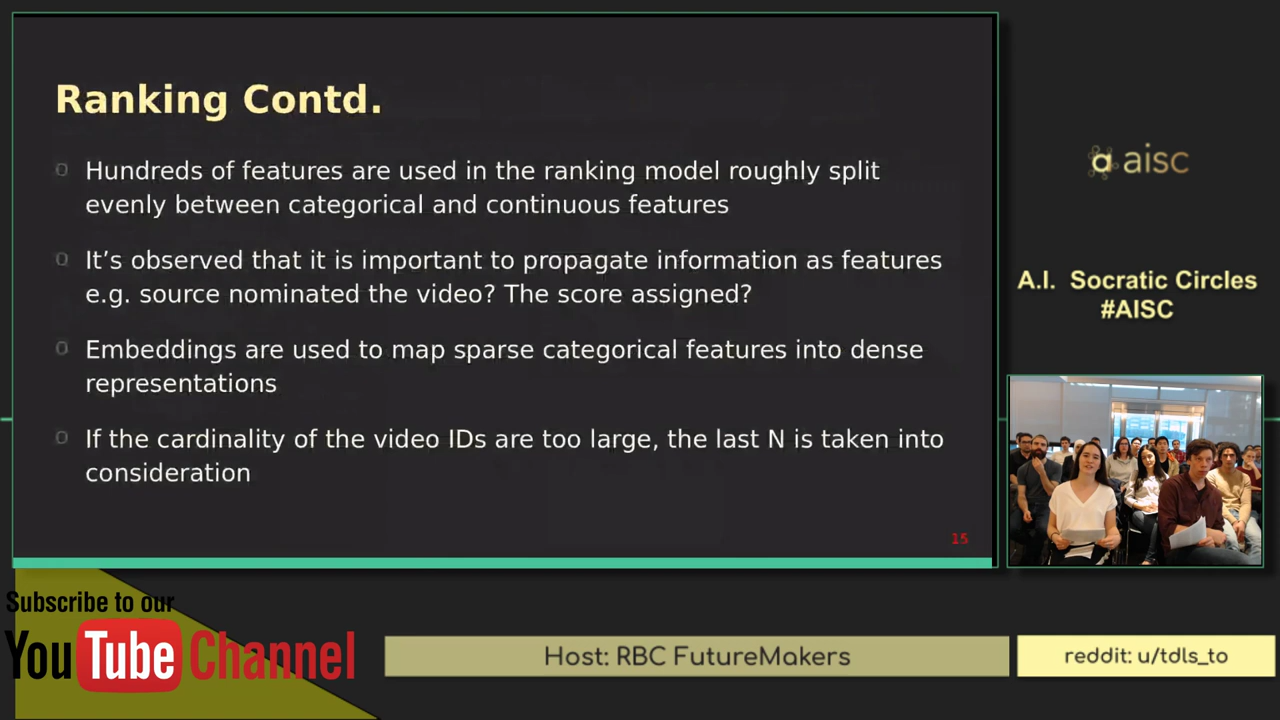 Ranking Contd.
o Hundreds of features are used in the ranking model roughly split
evenly between categorical and continuous features
o It’s observed that it is important to propagate information as features
e.g. source nominated the video? The score assigned?
o Embeddings are used to map sparse categorical features into dense
representations
o If the cardinality of the video IDs are too large, the last N is taken into
consideration
15
a aisc
A.I. Socratic Circles
#AISC
Subscribe to our
YouTube Channel
Host: RBC FutureMakers
reddit: u/tdls_to